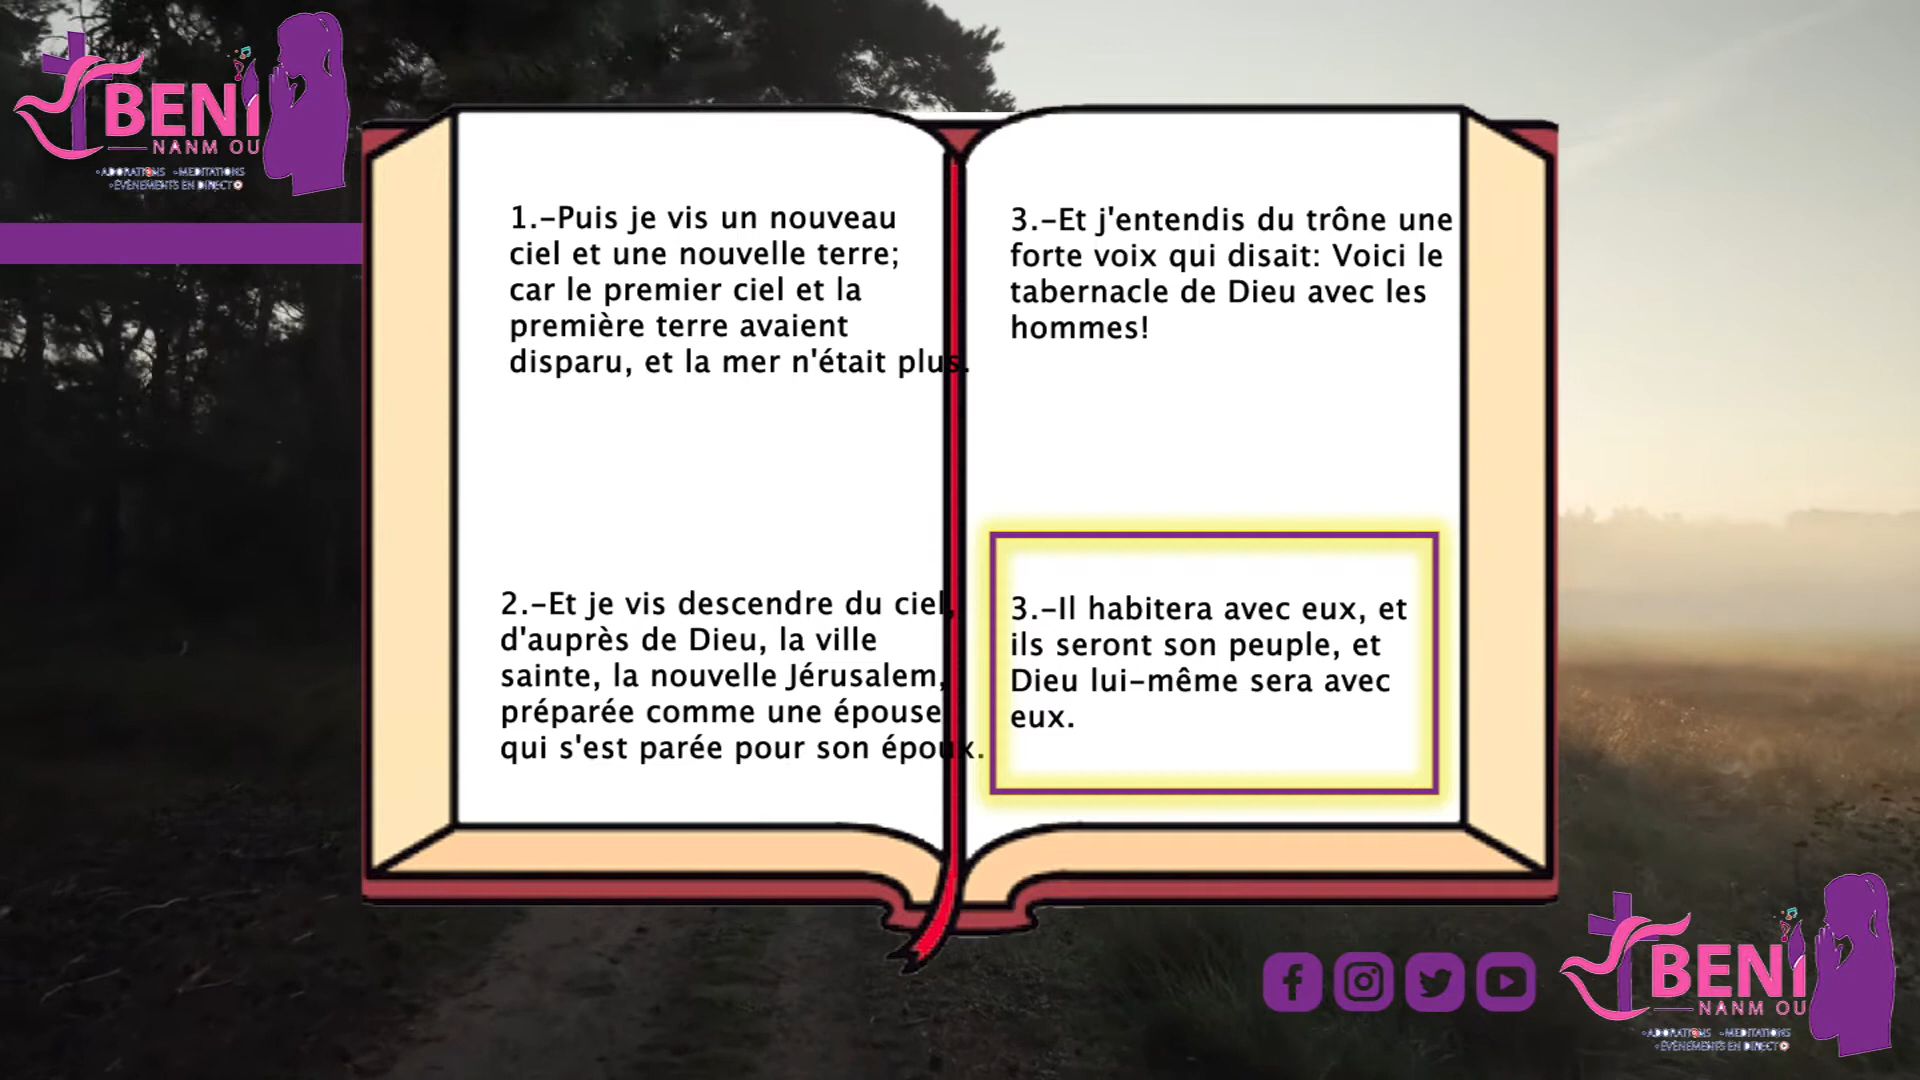 BENI
NANM OU
•ADORATIONS •MEDITATIONS
•ÉVÈNEMENTS EN DIRECT
1.-Puis je vis un nouveau
ciel et une nouvelle terre;
car le premier ciel et la
première terre avaient
disparu, et la mer n'était plus.
2.-Et je vis descendre du ciel,
d'auprès de Dieu, la ville
sainte, la nouvelle Jérusalem,
préparée comme une épouse
qui s'est parée pour son époux.
3.-Et j'entendis du trône une
forte voix qui disait: Voici le
tabernacle de Dieu avec les
hommes!
3.-Il habitera avec eux, et
ils seront son peuple, et
Dieu lui-même sera avec
eux.
BENI
NANM OU
•ADORATIONS •MEDITATIONS
•ÉVÈNEMENTS EN DIRECT